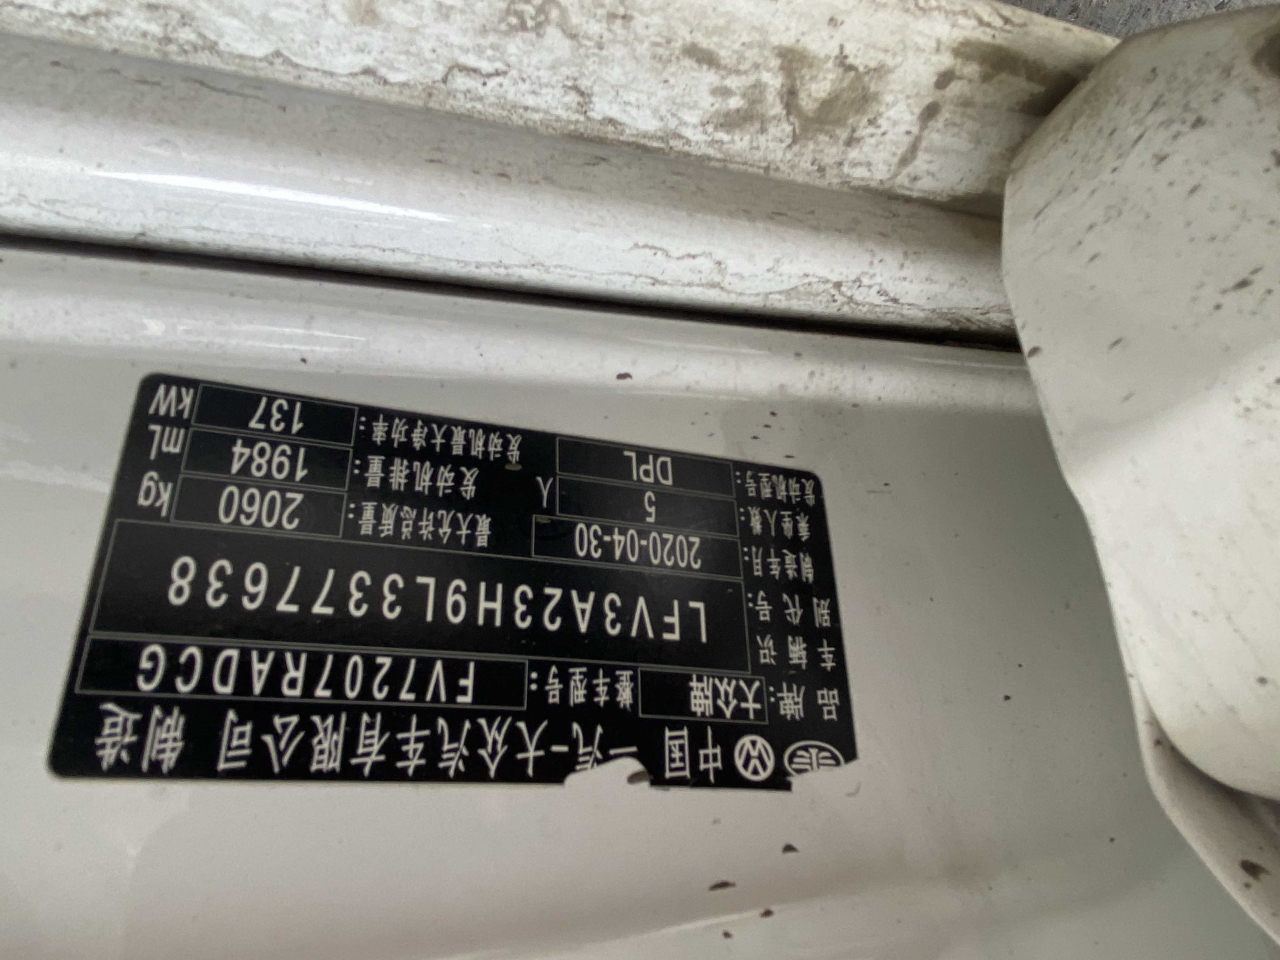 中国 一汽-大众汽车有限公司 制造
品牌: 大众牌 整车型号: FV7207RADCG
车辆识别代号: LFV3A23H9L3377638
制造年月: 2020-04-30 最大允许总质量: 2060 kg
乘坐人数: 5 人 发动机排量: 1984 mL
发动机型号: DPL 发动机最大净功率: 137 kW